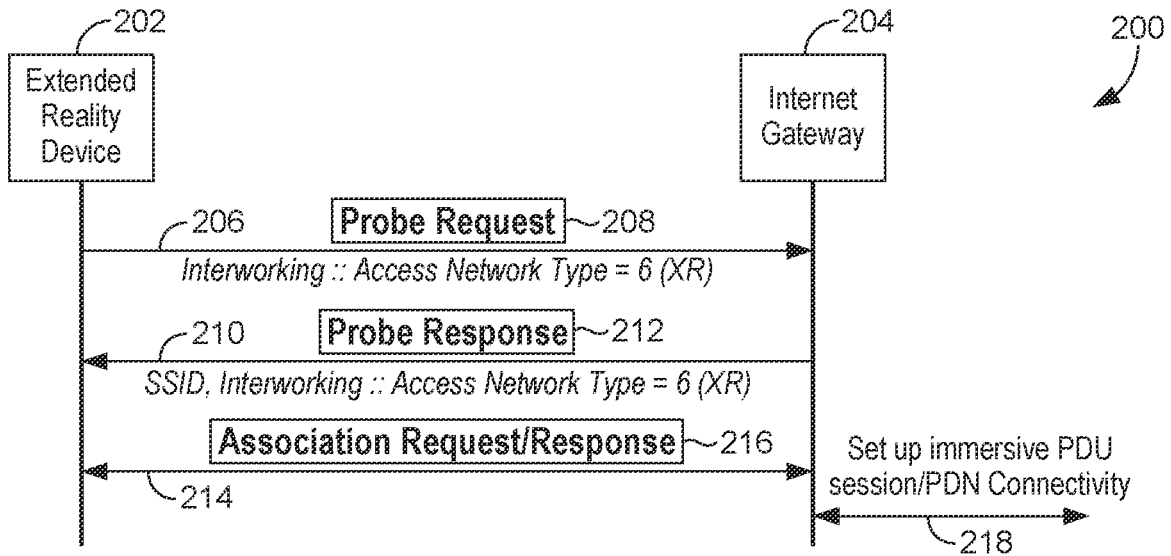 202
204
200
Extended
Reality
Device
Internet
Gateway
206
Probe Request
208
Interworking :: Access Network Type = 6 (XR)
210
Probe Response
212
SSID, Interworking :: Access Network Type = 6 (XR)
Association Request/Response
216
214
Set up immersive PDU
session/PDN Connectivity
218